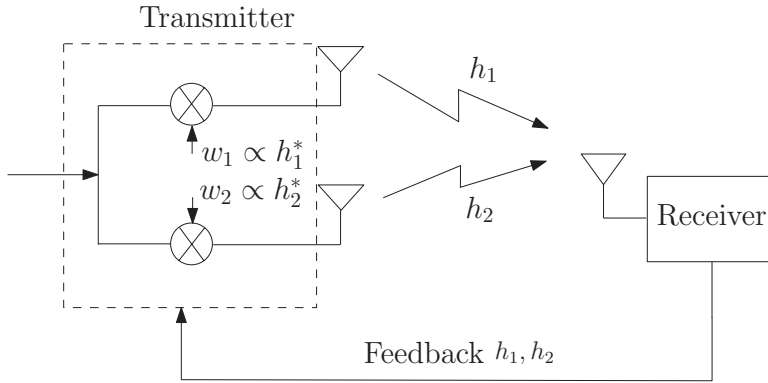 Transmitter
h₁
w₁ ∝ h₁*
w₂ ∝ h₂*
h₂
Receiver
Feedback h₁, h₂